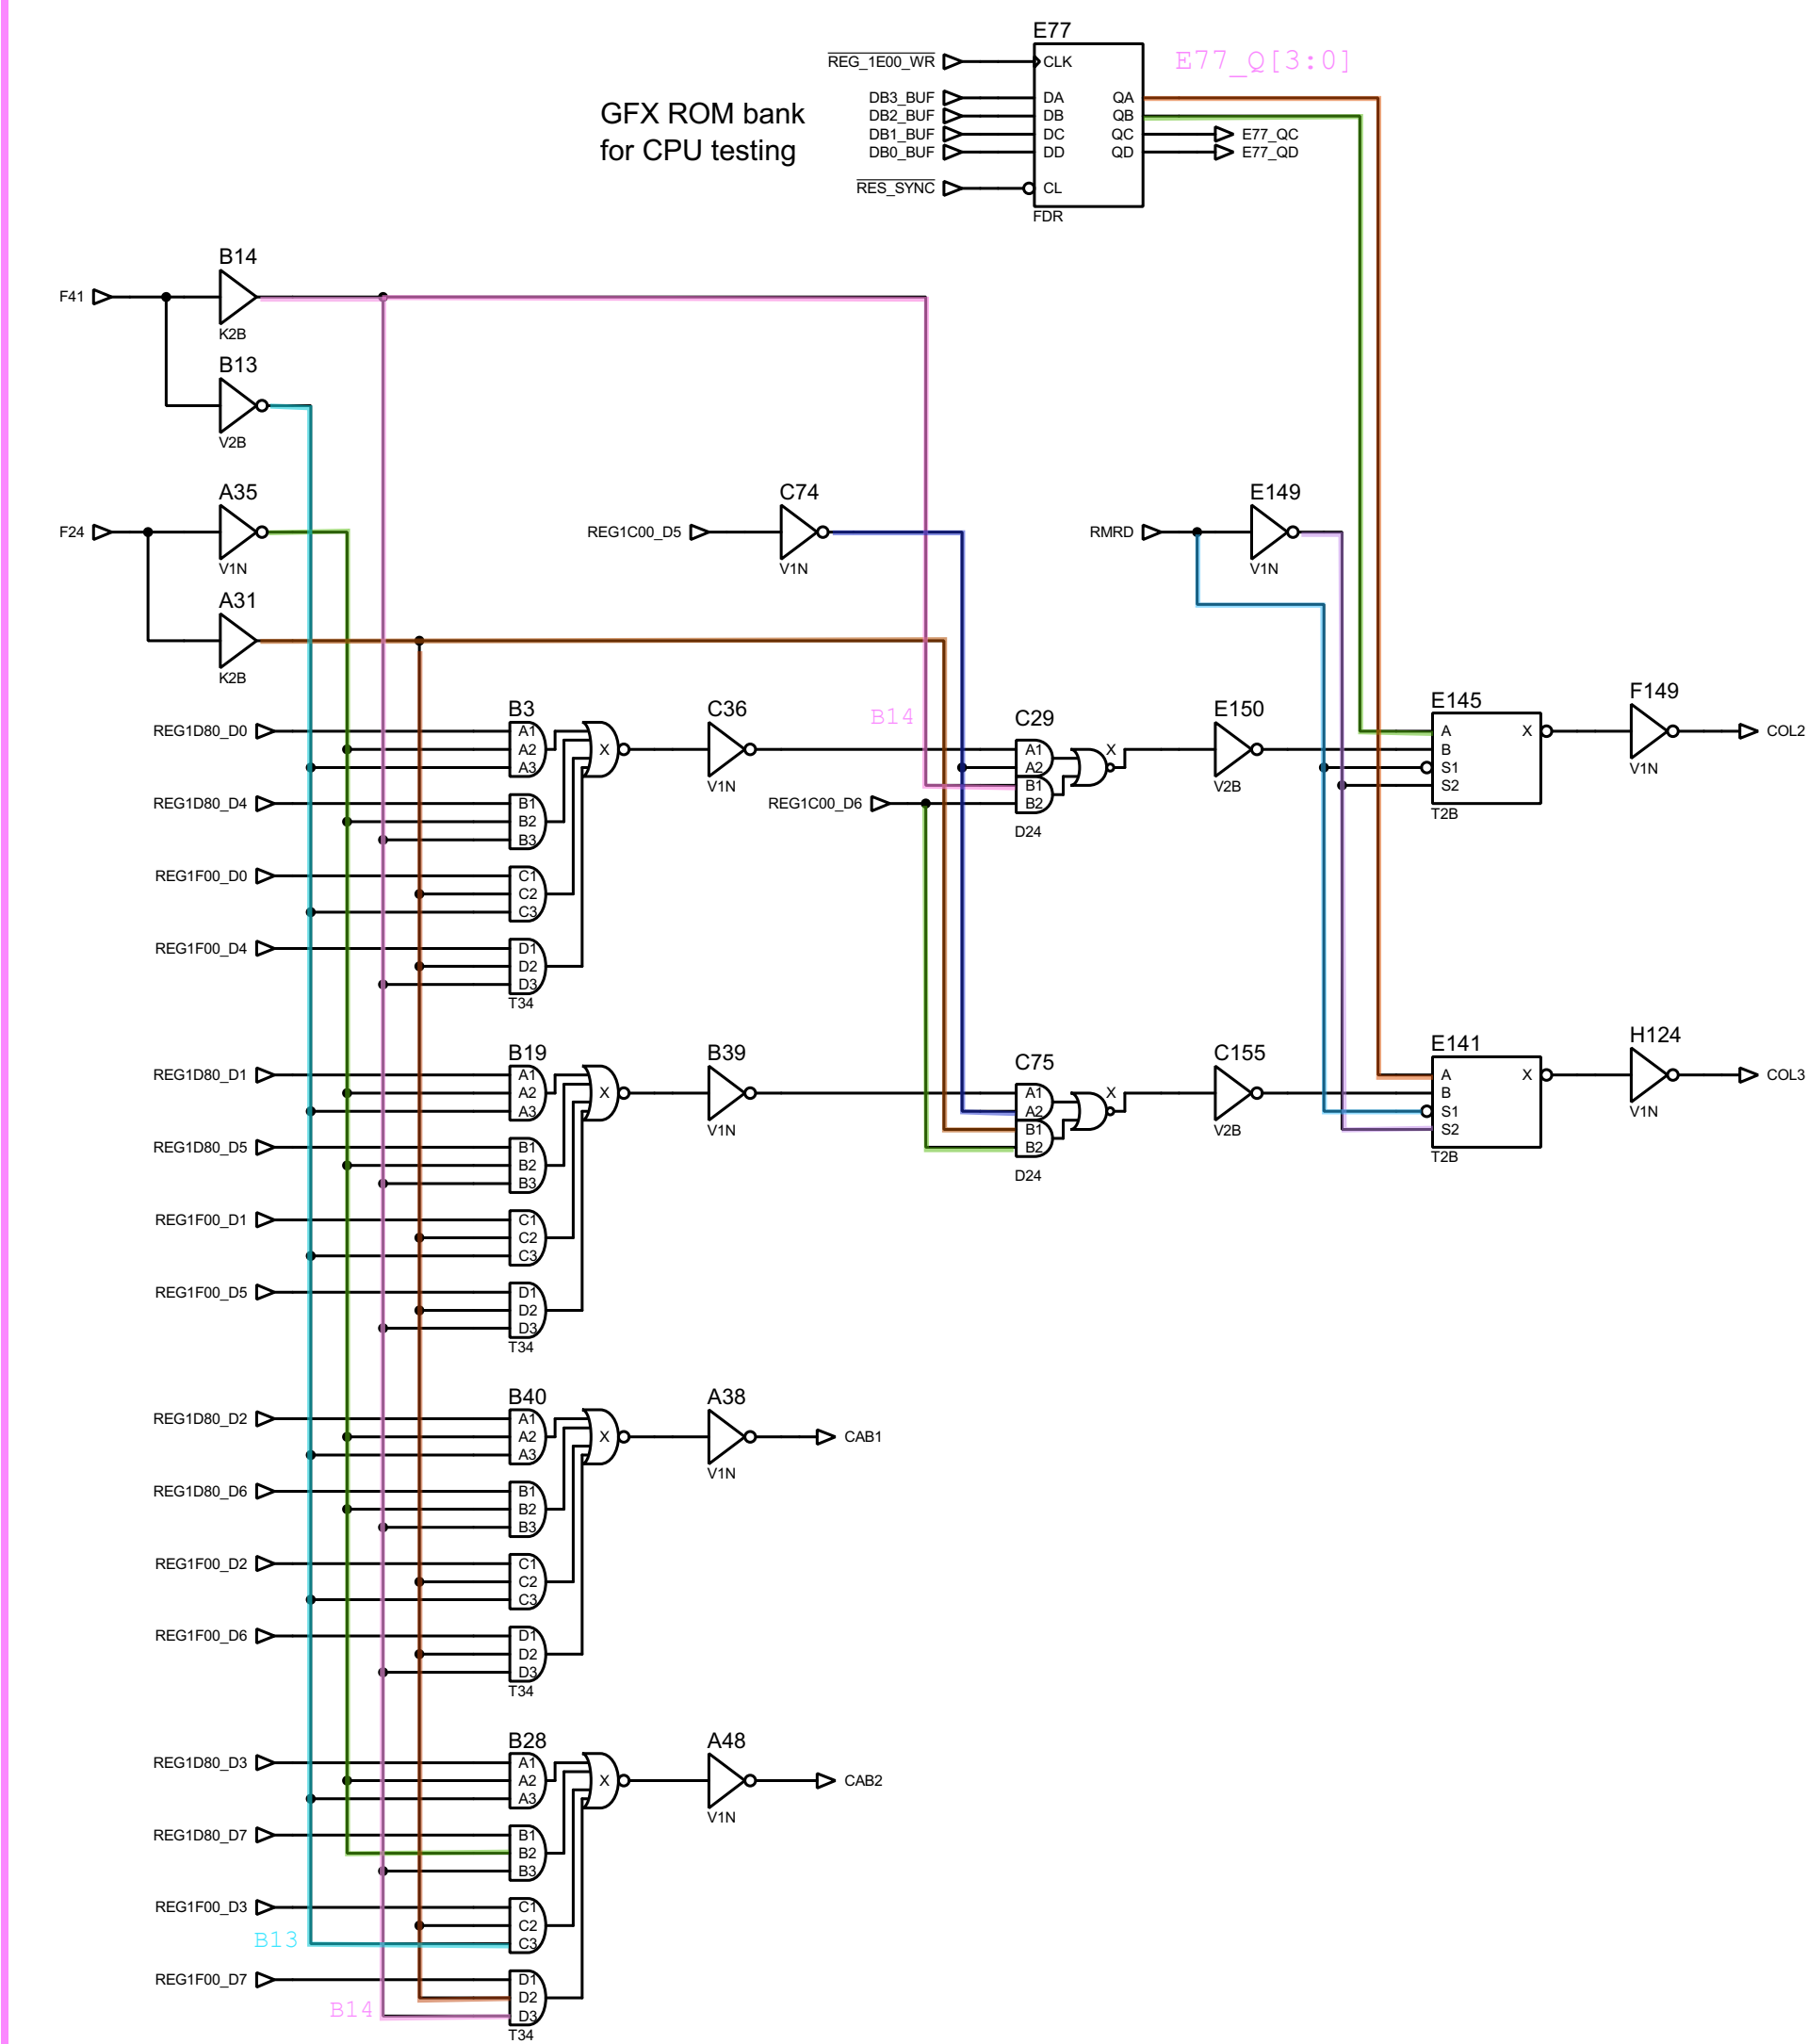 E77
E77_Q[3:0]
REG_1E00_WR
CLK
GFX ROM bank
for CPU testing
DB3_BUF
DA
QA
DB2_BUF
DB
QB
DB1_BUF
DC
QC
E77_QC
DB0_BUF
DD
QD
E77_QD
RES_SYNC
CL
FDR
B14
F41
K2B
B13
V2B
A35
F24
V1N
A31
K2B
C74
REG1C00_D5
V1N
E149
RMRD
V1N
B3
REG1D80_D0
A1
A2
A3
X
REG1D80_D4
B1
B2
B3
REG1F00_D0
C1
C2
C3
REG1F00_D4
D1
D2
D3
T34
C36
V1N
B14
C29
A1
A2
B1
B2
X
D24
REG1C00_D6
E150
V2B
E145
A
B
S1
S2
X
T2B
F149
V1N
COL2
B19
REG1D80_D1
A1
A2
A3
X
REG1D80_D5
B1
B2
B3
REG1F00_D1
C1
C2
C3
REG1F00_D5
D1
D2
D3
T34
B39
V1N
C75
A1
A2
B1
B2
X
D24
C155
V2B
E141
A
B
S1
S2
X
T2B
H124
V1N
COL3
B40
REG1D80_D2
A1
A2
A3
X
REG1D80_D6
B1
B2
B3
REG1F00_D2
C1
C2
C3
REG1F00_D6
D1
D2
D3
T34
A38
V1N
CAB1
B28
REG1D80_D3
A1
A2
A3
X
REG1D80_D7
B1
B2
B3
REG1F00_D3
C1
C2
C3
B13
REG1F00_D7
D1
D2
D3
B14
T34
A48
V1N
CAB2